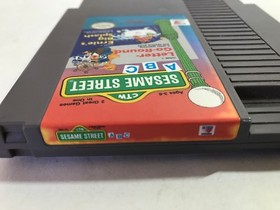 CTW
SESAME STREET
ABC
Letter-
Go-Round
Ernie's
Big
Splash
Ages 3-6
2 Great Games
In One
SESAME STREET